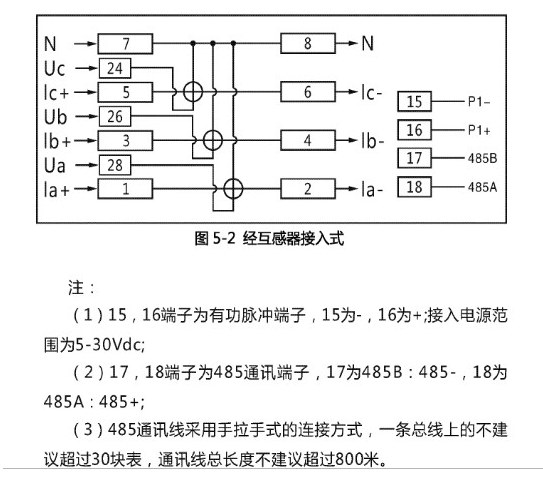 N 7 8 N
Uc 24
Ic+ 5 6 Ic-
15 P1-
Ub 26
16 P1+
Ib+ 3 4 Ib-
17 485B
Ua 28
Ia+ 1 2 Ia-
18 485A
图 5-2 经互感器接入式
注：
（1）15，16端子为有功脉冲端子，15为-，16为+;接入电源范
围为5-30Vdc;
（2）17，18端子为485通讯端子，17为485B：485-，18为
485A：485+;
（3）485通讯线采用手拉手式的连接方式，一条总线上的不建
议超过30块表，通讯线总长度不建议超过800米。